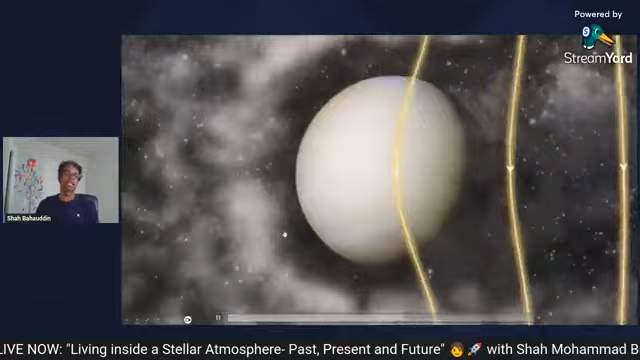 Powered by
S
StreamYard
Shah Bahauddin
LIVE NOW: "Living inside a Stellar Atmosphere- Past, Present and Future" 🧑🚀 with Shah Mohammad B